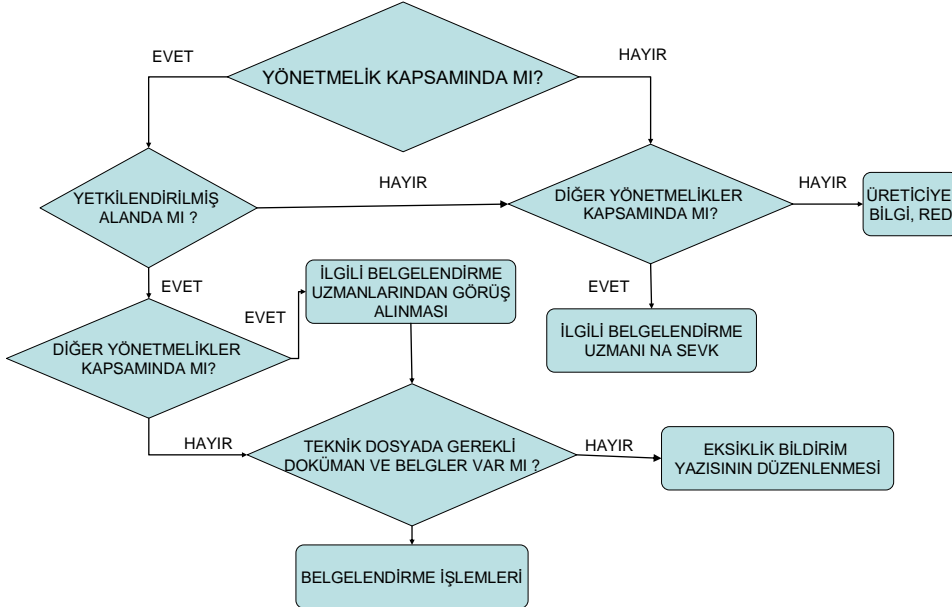 EVET
HAYIR
YÖNETMELİK KAPSAMINDA MI?
YETKİLENDİRİLMİŞ
ALANDA MI ?
HAYIR
DİĞER YÖNETMELİKLER
KAPSAMINDA MI?
HAYIR
ÜRETİCİYE
BİLGİ, RED
EVET
EVET
İLGİLİ BELGELENDİRME
UZMANLARINDAN GÖRÜŞ
ALINMASI
EVET
İLGİLİ BELGELENDİRME
UZMANI NA SEVK
DİĞER YÖNETMELİKLER
KAPSAMINDA MI?
HAYIR
TEKNİK DOSYADA GEREKLİ
DOKÜMAN VE BELGLER VAR MI ?
HAYIR
EKSİKLİK BİLDİRİM
YAZISININ DÜZENLENMESİ
BELGELENDİRME İŞLEMLERİ